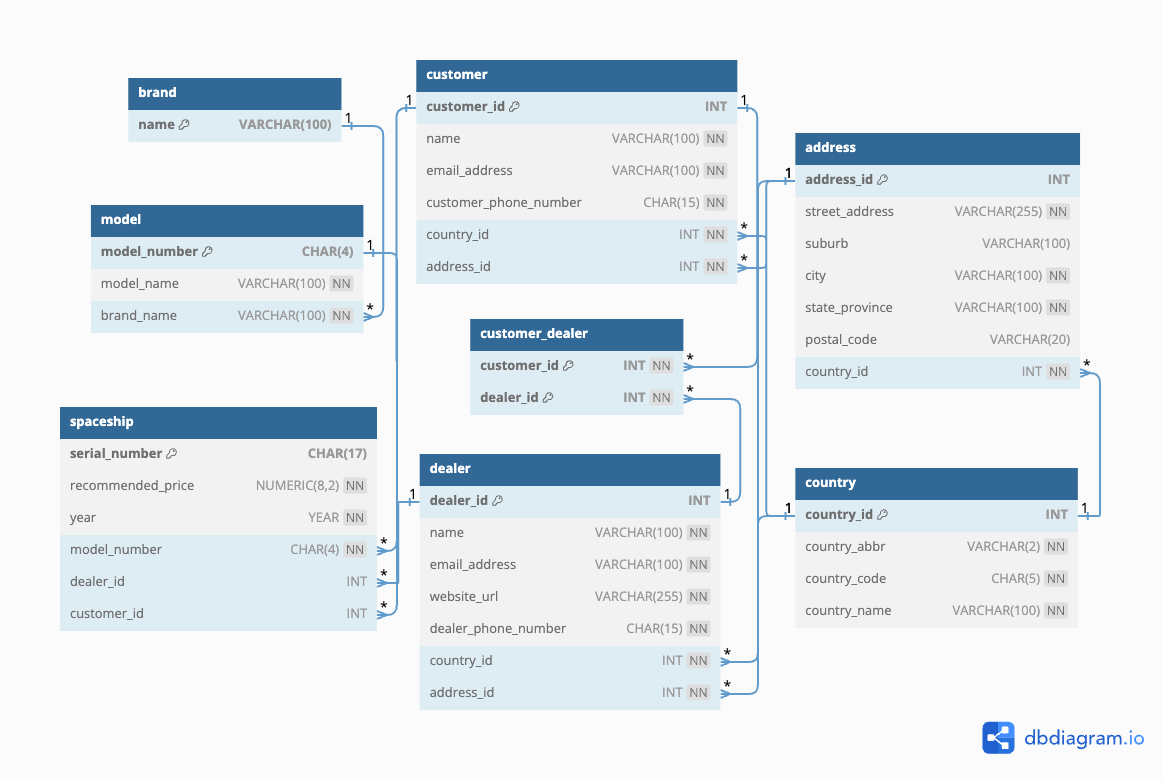 brand
name VARCHAR(100)
1
model
model_number CHAR(4)
1
model_name VARCHAR(100) NN
brand_name VARCHAR(100) NN
*
spaceship
serial_number CHAR(17)
recommended_price NUMERIC(8,2) NN
year YEAR NN
model_number CHAR(4) NN
*
dealer_id INT
*
customer_id INT
*
customer
1
customer_id INT
1
name VARCHAR(100) NN
email_address VARCHAR(100) NN
customer_phone_number CHAR(15) NN
country_id INT NN
*
address_id INT NN
*
customer_dealer
customer_id INT NN
*
dealer_id INT NN
*
dealer
1
dealer_id INT
1
name VARCHAR(100) NN
email_address VARCHAR(100) NN
website_url VARCHAR(255) NN
dealer_phone_number CHAR(15) NN
country_id INT NN
*
address_id INT NN
*
address
1
address_id INT
street_address VARCHAR(255) NN
suburb VARCHAR(100)
city VARCHAR(100) NN
state_province VARCHAR(100) NN
postal_code VARCHAR(20)
country_id INT NN
*
country
1
country_id INT
1
country_abbr VARCHAR(2) NN
country_code CHAR(5) NN
country_name VARCHAR(100) NN
dbdiagram.io